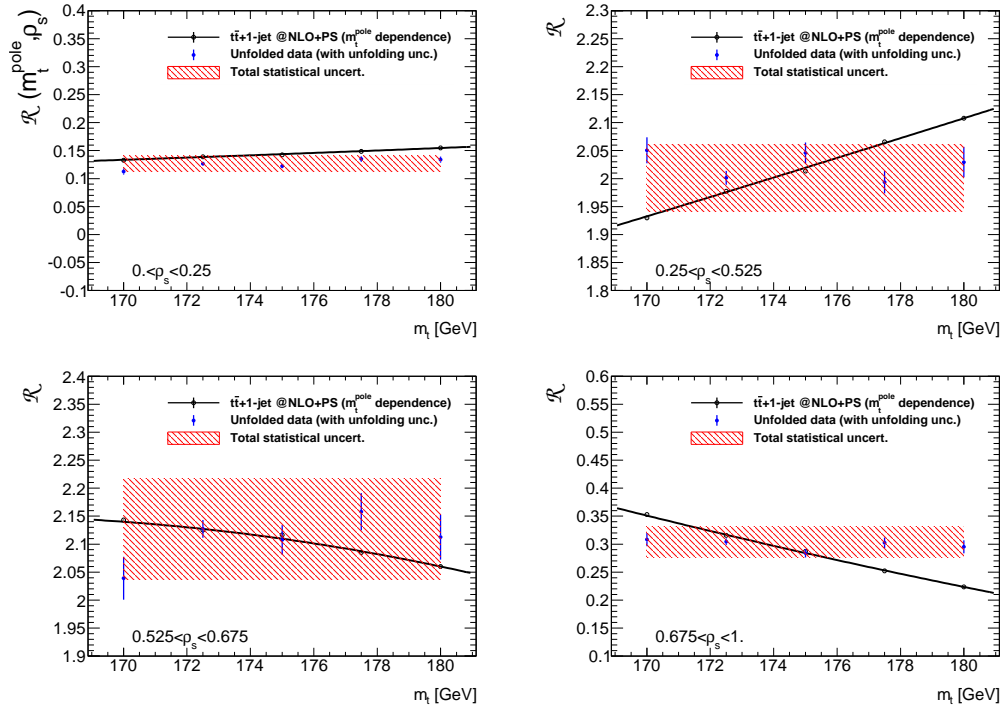 0.4
0.35
0.3
0.25
0.2
0.15
0.1
0.05
0
-0.05
-0.1
ℛ (m_t^pole, ρ_s)
tt̄+1-jet @NLO+PS (m_t^pole dependence)
Unfolded data (with unfolding unc.)
Total statistical uncert.
0.<ρ_s<0.25
170 172 174 176 178 180
m_t [GeV]
2.3
2.25
2.2
2.15
2.1
2.05
2
1.95
1.9
1.85
1.8
ℛ
tt̄+1-jet @NLO+PS (m_t^pole dependence)
Unfolded data (with unfolding unc.)
Total statistical uncert.
0.25<ρ_s<0.525
170 172 174 176 178 180
m_t [GeV]
2.4
2.35
2.3
2.25
2.2
2.15
2.1
2.05
2
1.95
1.9
ℛ
tt̄+1-jet @NLO+PS (m_t^pole dependence)
Unfolded data (with unfolding unc.)
Total statistical uncert.
0.525<ρ_s<0.675
170 172 174 176 178 180
m_t [GeV]
0.6
0.55
0.5
0.45
0.4
0.35
0.3
0.25
0.2
0.15
0.1
ℛ
tt̄+1-jet @NLO+PS (m_t^pole dependence)
Unfolded data (with unfolding unc.)
Total statistical uncert.
0.675<ρ_s<1.
170 172 174 176 178 180
m_t [GeV]